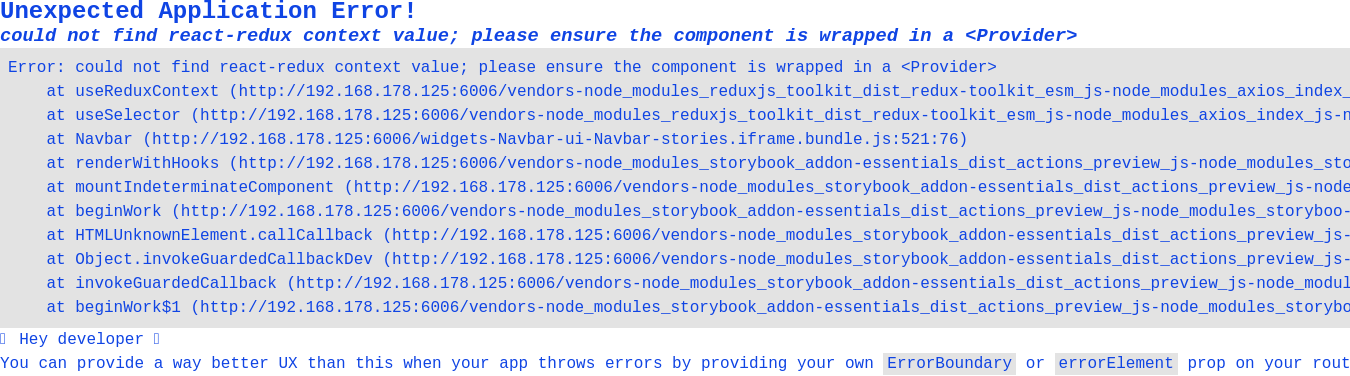 Unexpected Application Error!
could not find react-redux context value; please ensure the component is wrapped in a <Provider>
Error: could not find react-redux context value; please ensure the component is wrapped in a <Provider>
at useReduxContext (http://192.168.178.125:6006/vendors-node_modules_reduxjs_toolkit_dist_redux-toolkit_esm_js-node_modules_axios_index_
at useSelector (http://192.168.178.125:6006/vendors-node_modules_reduxjs_toolkit_dist_redux-toolkit_esm_js-node_modules_axios_index_js-n
at Navbar (http://192.168.178.125:6006/widgets-Navbar-ui-Navbar-stories.iframe.bundle.js:521:76)
at renderWithHooks (http://192.168.178.125:6006/vendors-node_modules_storybook_addon-essentials_dist_actions_preview_js-node_modules_sto
at mountIndeterminateComponent (http://192.168.178.125:6006/vendors-node_modules_storybook_addon-essentials_dist_actions_preview_js-node
at beginWork (http://192.168.178.125:6006/vendors-node_modules_storybook_addon-essentials_dist_actions_preview_js-node_modules_storyboo-
at HTMLUnknownElement.callCallback (http://192.168.178.125:6006/vendors-node_modules_storybook_addon-essentials_dist_actions_preview_js-
at Object.invokeGuardedCallbackDev (http://192.168.178.125:6006/vendors-node_modules_storybook_addon-essentials_dist_actions_preview_js-
at invokeGuardedCallback (http://192.168.178.125:6006/vendors-node_modules_storybook_addon-essentials_dist_actions_preview_js-node_modul
at beginWork$1 (http://192.168.178.125:6006/vendors-node_modules_storybook_addon-essentials_dist_actions_preview_js-node_modules_storybo
Hey developer
You can provide a way better UX than this when your app throws errors by providing your own ErrorBoundary or errorElement prop on your rout